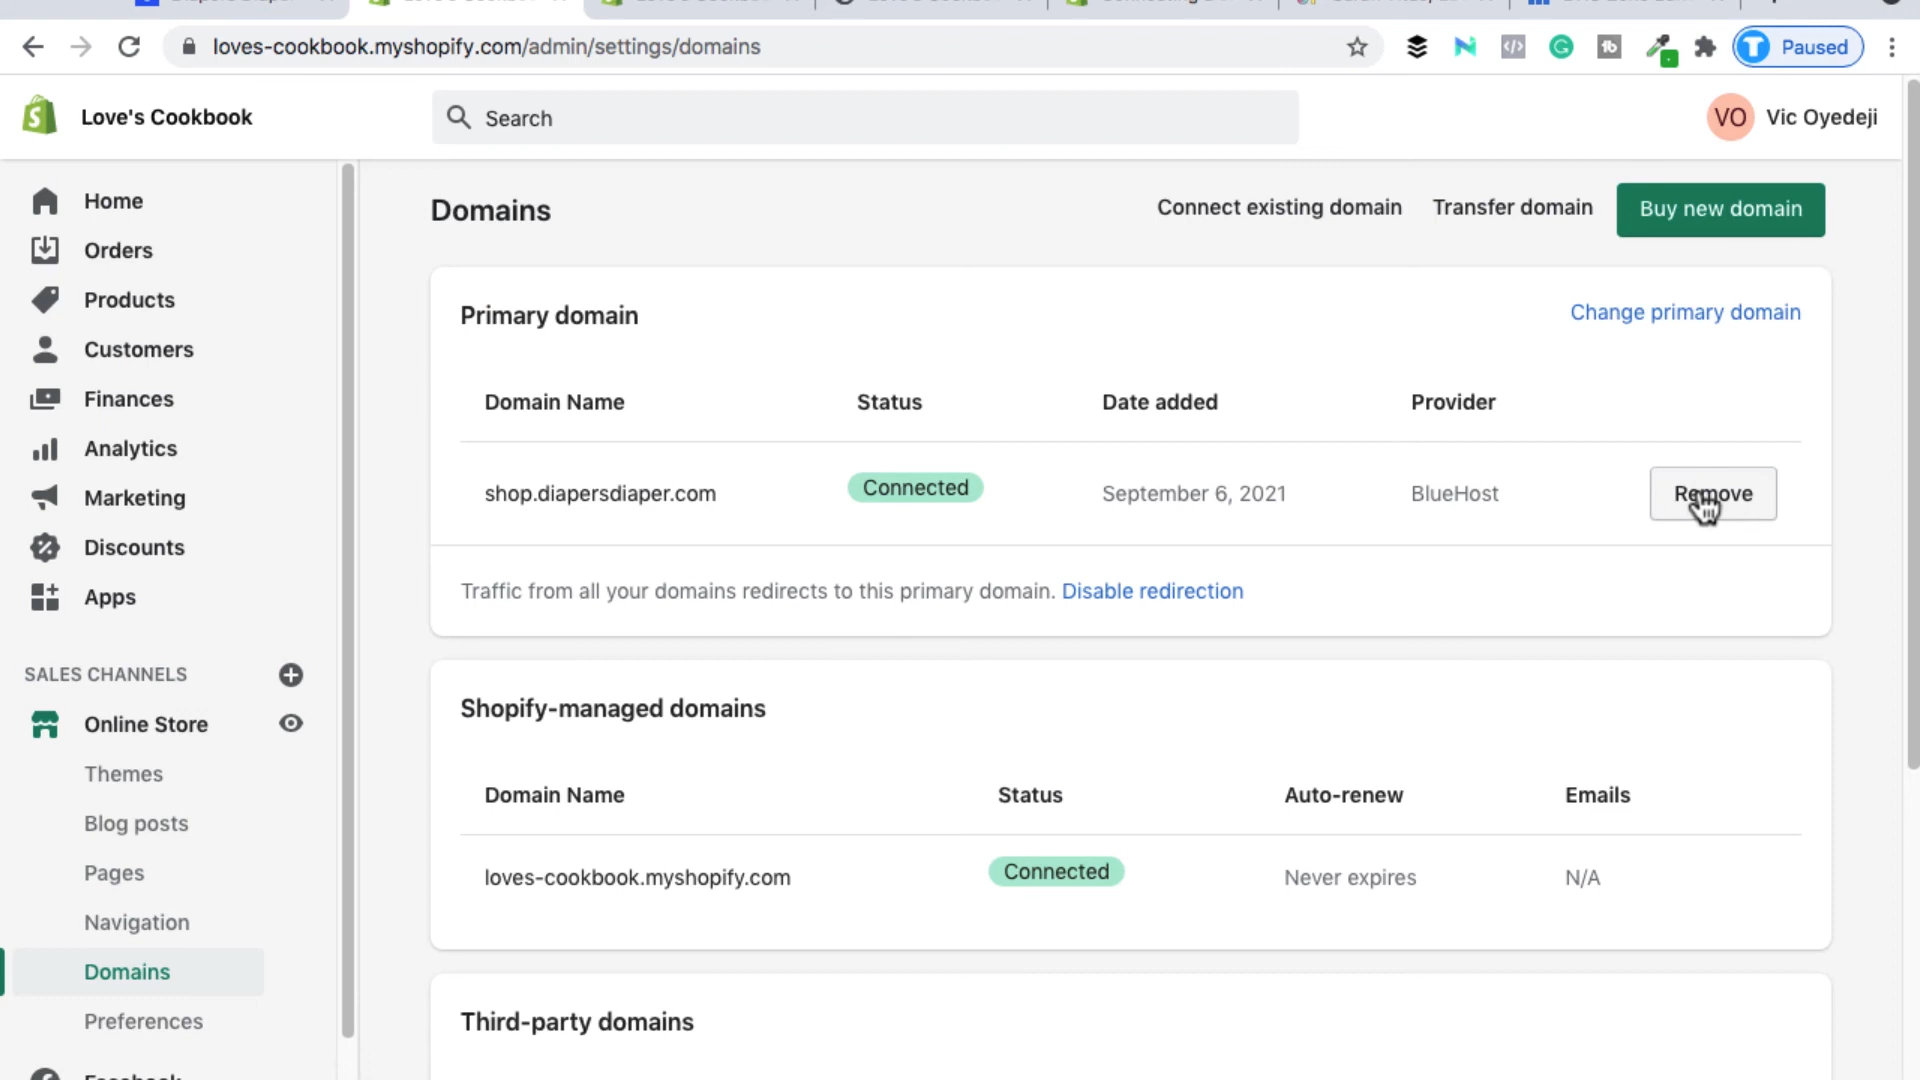 loves-cookbook.myshopify.com/admin/settings/domains
Paused
Love's Cookbook
Search
VO
Vic Oyedeji
Home
Orders
Products
Customers
Finances
Analytics
Marketing
Discounts
Apps
SALES CHANNELS
Online Store
Themes
Blog posts
Pages
Navigation
Domains
Preferences
Domains
Connect existing domain
Transfer domain
Buy new domain
Primary domain
Change primary domain
Domain Name
Status
Date added
Provider
shop.diapersdiaper.com
Connected
September 6, 2021
BlueHost
Remove
Traffic from all your domains redirects to this primary domain. Disable redirection
Shopify-managed domains
Domain Name
Status
Auto-renew
Emails
loves-cookbook.myshopify.com
Connected
Never expires
N/A
Third-party domains